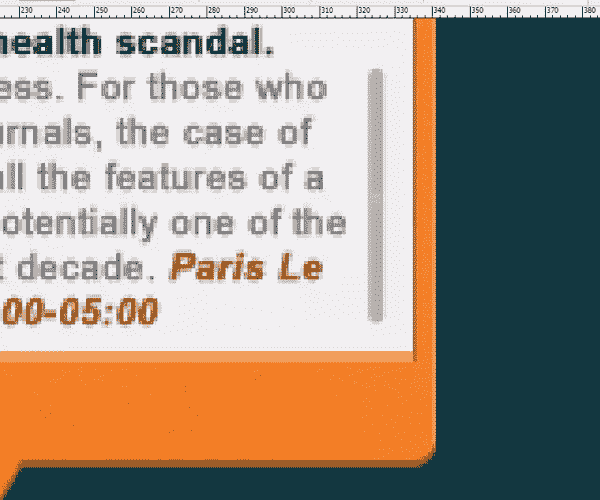 230 240 250 260 270 280 290 300 310 320 330 340 350 360 370 380
health scandal.
ess. For those who
urnals, the case of
all the features of a
otentially one of the
decade. Paris Le
00-05:00